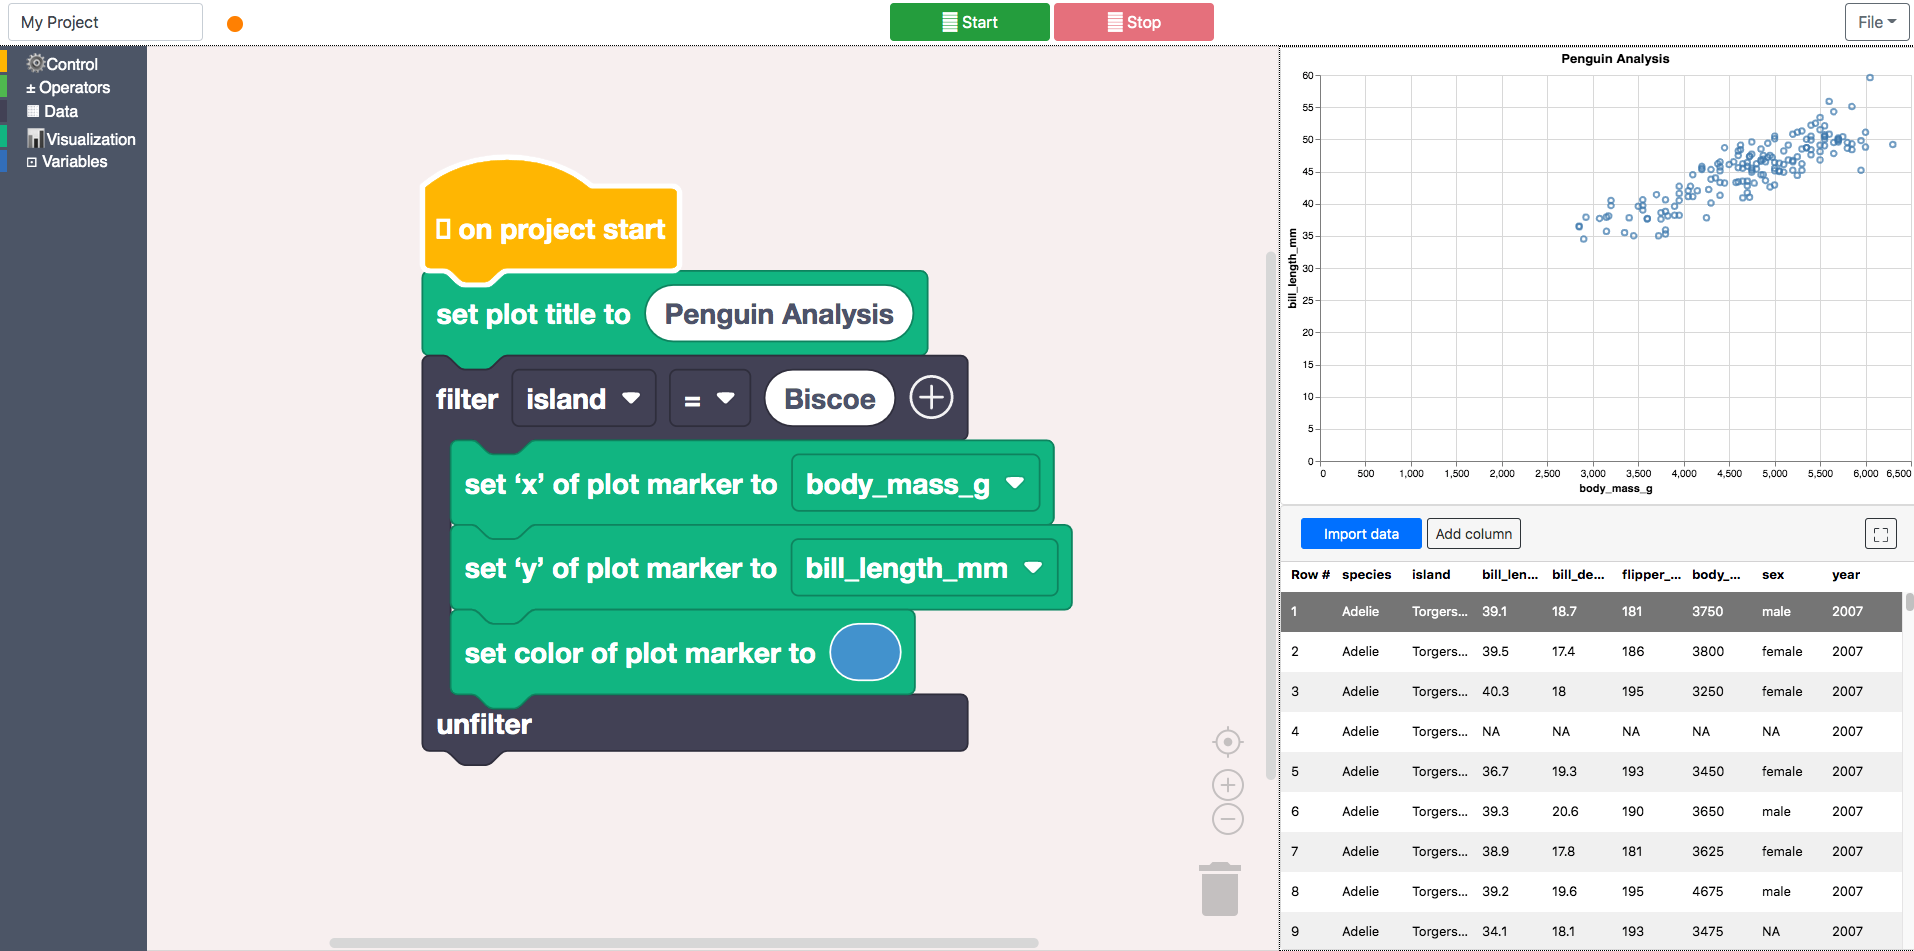 My Project
Start
Stop
File
Control
± Operators
Data
Visualization
Variables
on project start
set plot title to Penguin Analysis
filter island = Biscoe
set ‘x’ of plot marker to body_mass_g
set ‘y’ of plot marker to bill_length_mm
set color of plot marker to
unfilter
Penguin Analysis
60
55
50
45
40
35
30
25
20
15
10
5
0
bill_length_mm
0 500 1,000 1,500 2,000 2,500 3,000 3,500 4,000 4,500 5,000 5,500 6,000 6,500
body_mass_g
Import data
Add column
Row # species island bill_len... bill_de... flipper_... body_... sex year
1 Adelie Torgers... 39.1 18.7 181 3750 male 2007
2 Adelie Torgers... 39.5 17.4 186 3800 female 2007
3 Adelie Torgers... 40.3 18 195 3250 female 2007
4 Adelie Torgers... NA NA NA NA NA 2007
5 Adelie Torgers... 36.7 19.3 193 3450 female 2007
6 Adelie Torgers... 39.3 20.6 190 3650 male 2007
7 Adelie Torgers... 38.9 17.8 181 3625 female 2007
8 Adelie Torgers... 39.2 19.6 195 4675 male 2007
9 Adelie Torgers... 34.1 18.1 193 3475 NA 2007